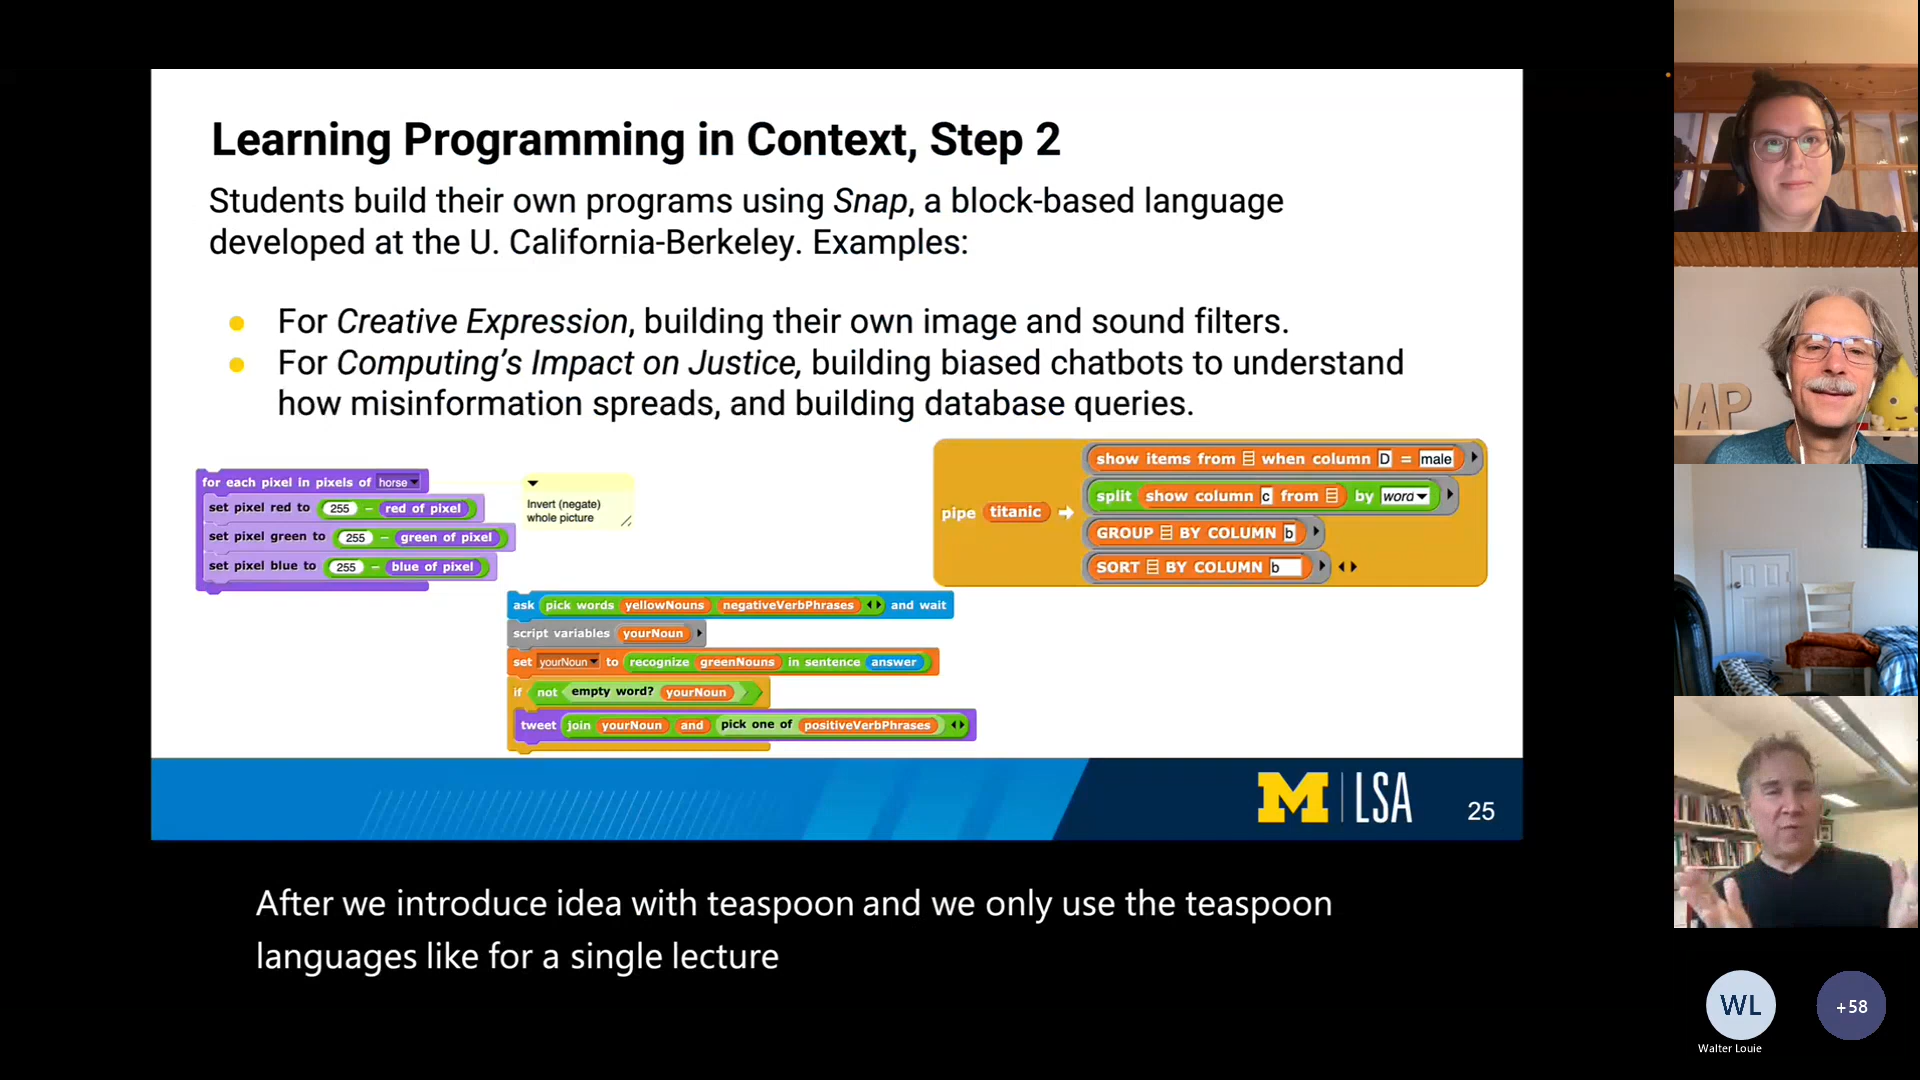 Learning Programming in Context, Step 2
Students build their own programs using Snap, a block-based language
developed at the U. California-Berkeley. Examples:
● For Creative Expression, building their own image and sound filters.
● For Computing's Impact on Justice, building biased chatbots to understand
how misinformation spreads, and building database queries.
for each pixel in pixels of horse
set pixel red to 255 – red of pixel
set pixel green to 255 – green of pixel
set pixel blue to 255 – blue of pixel
Invert (negate)
whole picture
pipe titanic
show items from when column D = male
split show column c from by word
GROUP BY COLUMN b
SORT BY COLUMN b
ask pick words yellowNouns negativeVerbPhrases and wait
script variables yourNoun
set yourNoun to recognize greenNouns in sentence answer
if not empty word? yourNoun
tweet join yourNoun and pick one of positiveVerbPhrases
M LSA
25
After we introduce idea with teaspoon and we only use the teaspoon
languages like for a single lecture
NAP
WL
+58
Walter Louie